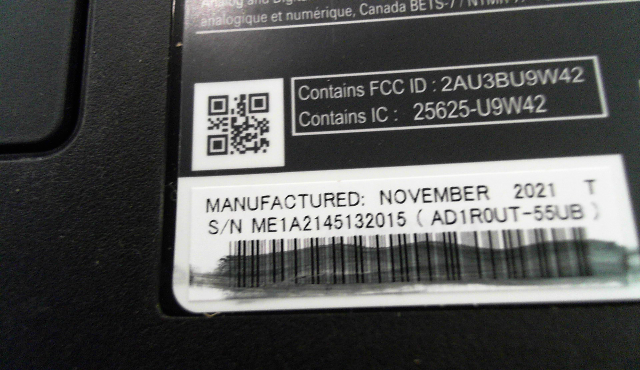 analogique et numérique, Canada BETS-7 / NTMR
Contains FCC ID : 2AU3BU9W42
Contains IC : 25625-U9W42
MANUFACTURED: NOVEMBER 2021 T
S/N ME1A2145132015 ( AD1R0UT-55UB )